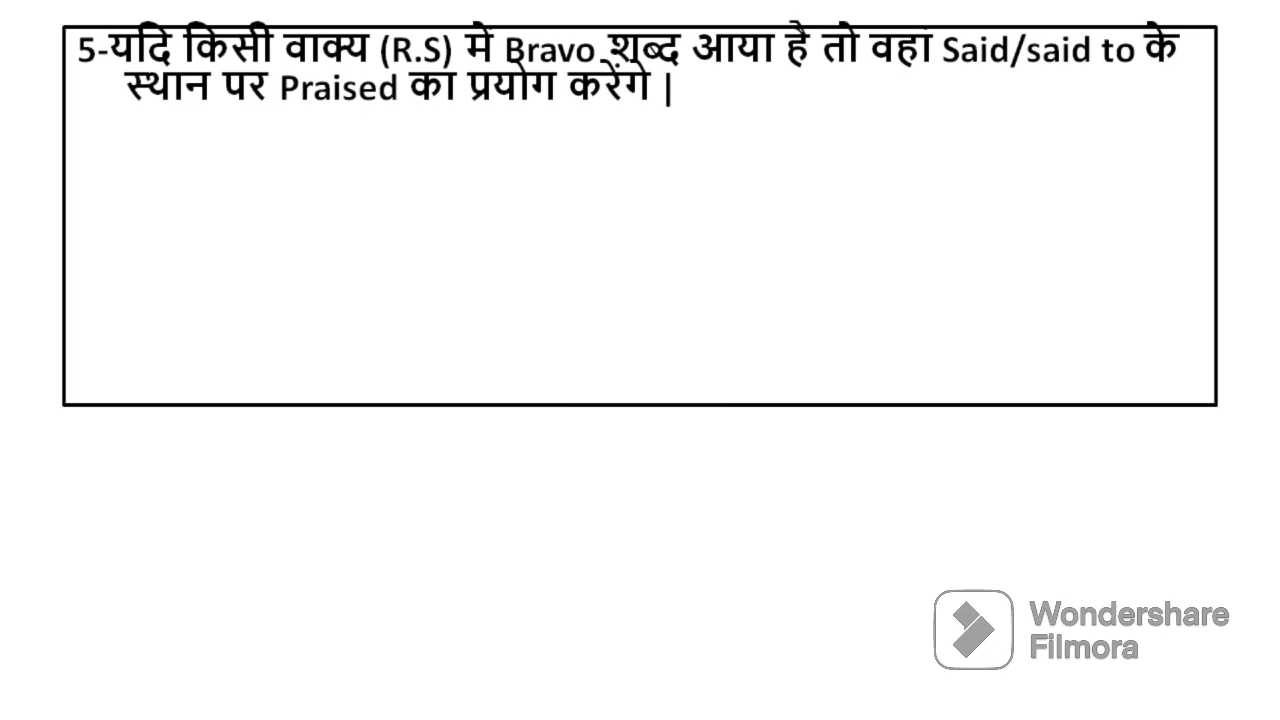 5-यदि किसी वाक्य (R.S) में Bravo शब्द आया है तो वहां Said/said to के
स्थान पर Praised का प्रयोग करेंगे |
Wondershare
Filmora